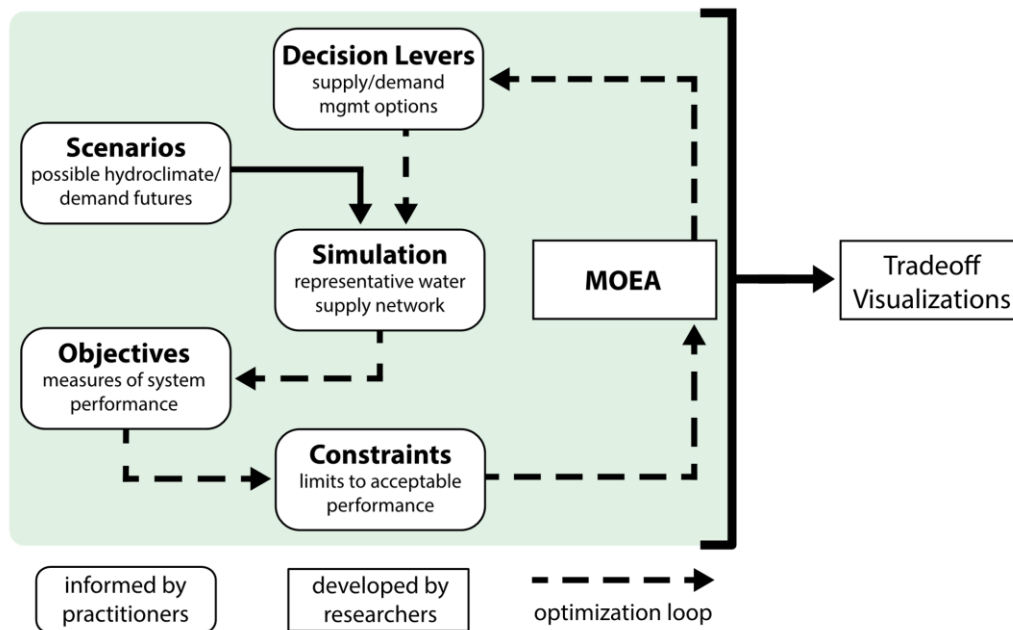 Decision Levers
supply/demand
mgmt options
Scenarios
possible hydroclimate/
demand futures
Simulation
representative water
supply network
MOEA
Tradeoff
Visualizations
Objectives
measures of system
performance
Constraints
limits to acceptable
performance
informed by
practitioners
developed by
researchers
optimization loop